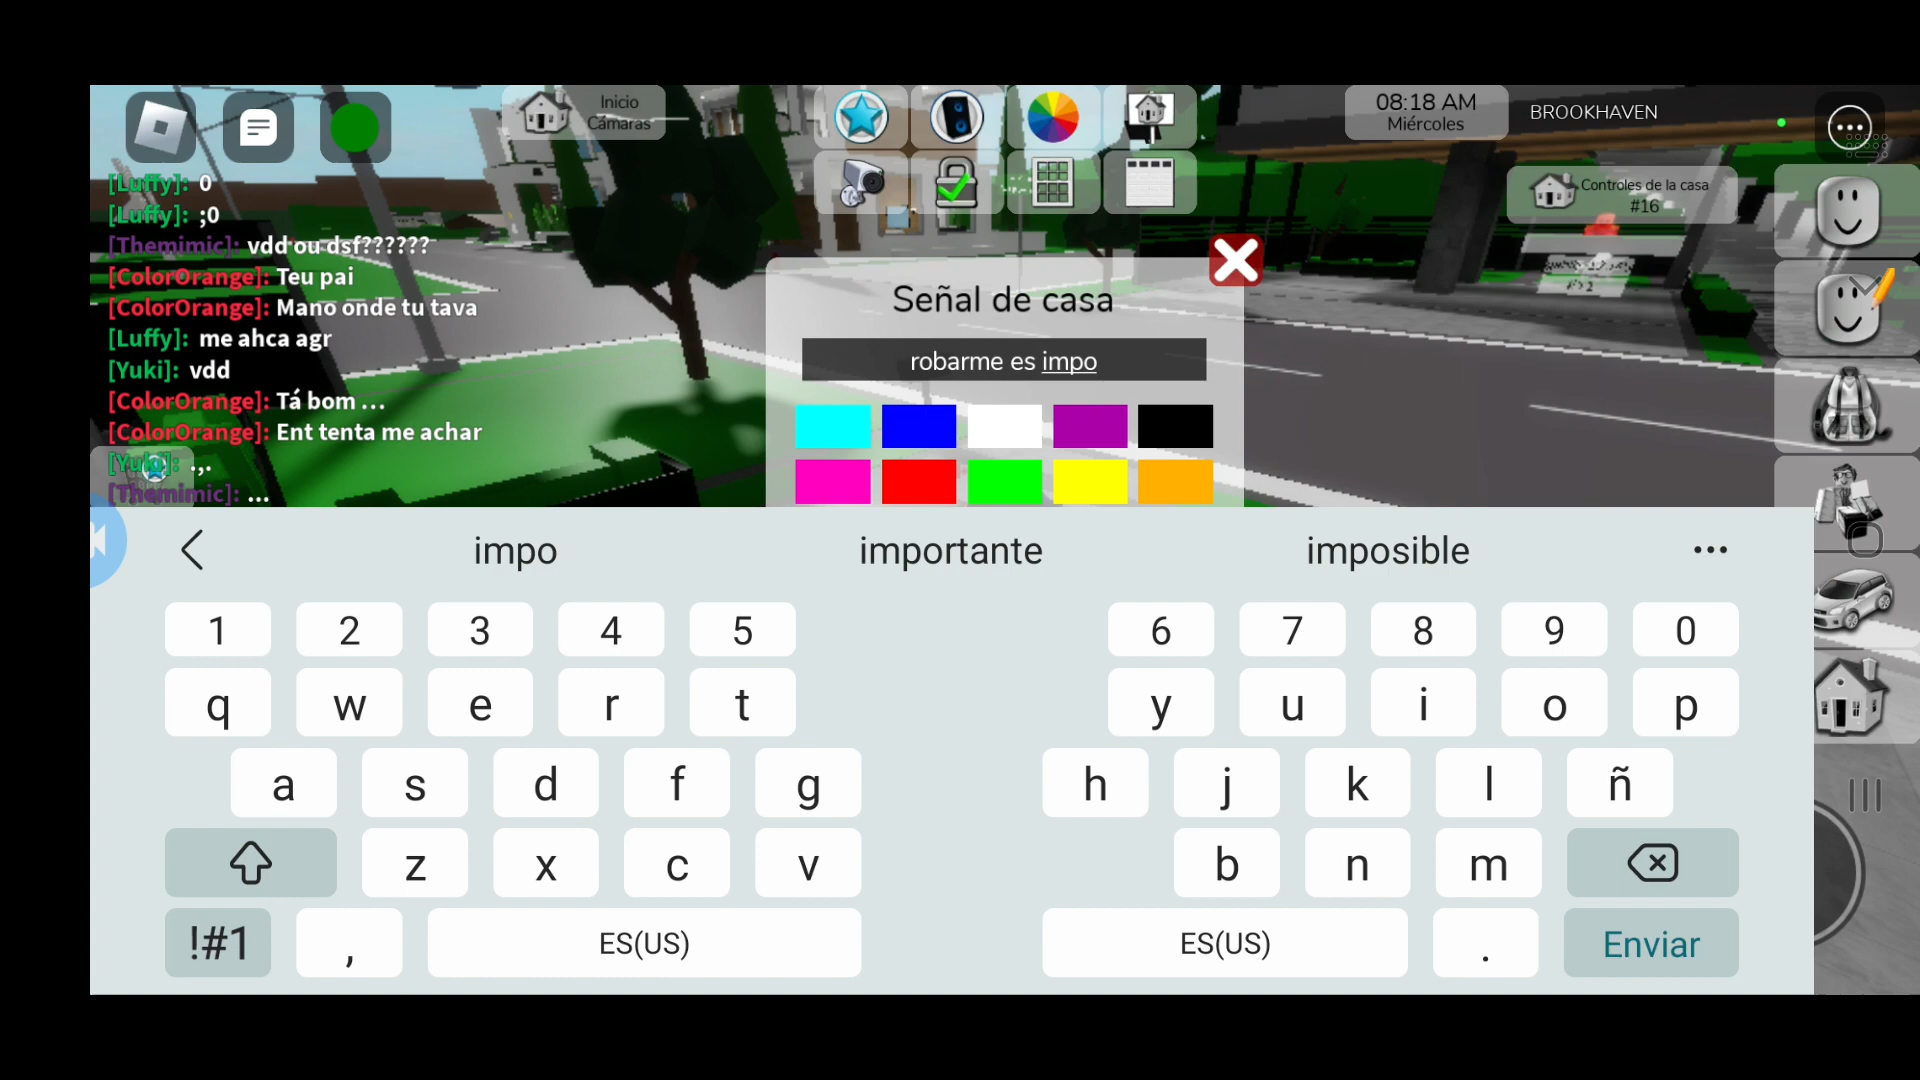 Inicio
Cámaras
08:18 AM
Miércoles
BROOKHAVEN
Controles de la casa
#16
[Luffy]: 0
[Luffy]: ;0
[Themimic]: vdd ou dsf??????
[ColorOrange]: Teu pai
[ColorOrange]: Mano onde tu tava
[Luffy]: me ahca agr
[Yuki]: vdd
[ColorOrange]: Tá bom ...
[ColorOrange]: Ent tenta me achar
[Yuki]: .,.
[Themimic]: ...
Señal de casa
robarme es impo
impo importante imposible
1 2 3 4 5 6 7 8 9 0
q w e r t y u i o p
a s d f g h j k l ñ
z x c v b n m
!#1 , ES(US) ES(US) . Enviar